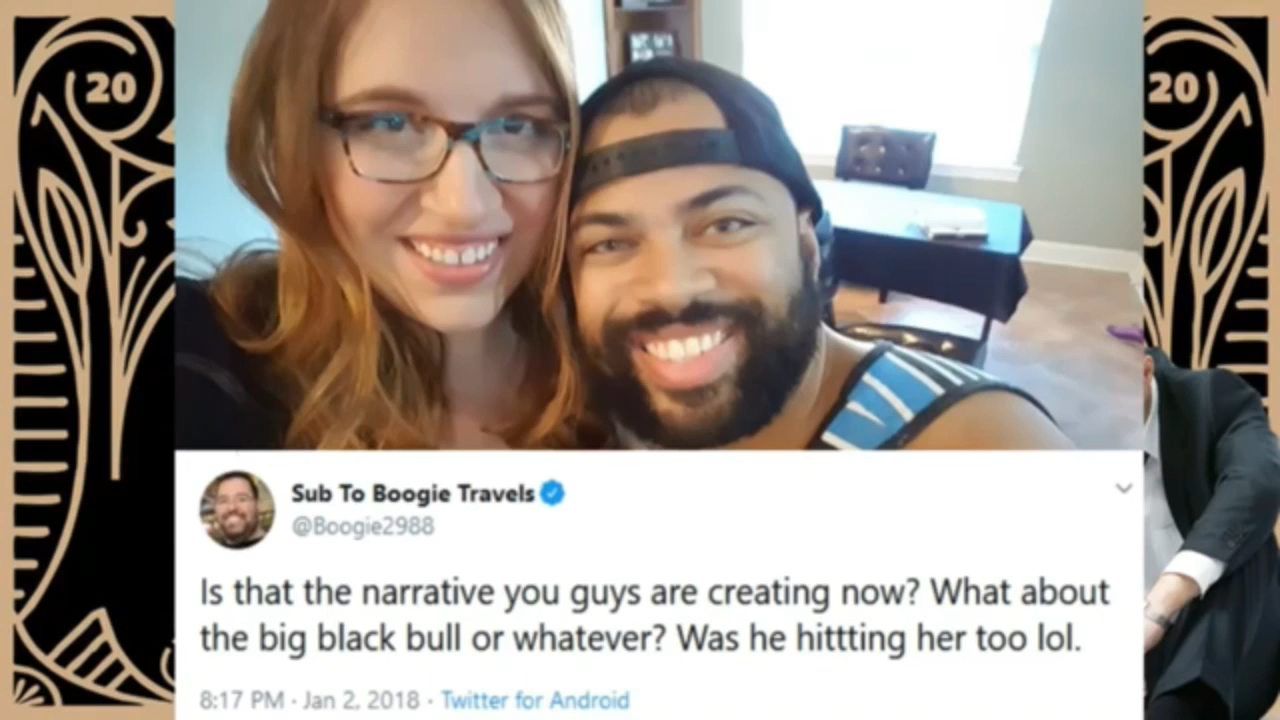 20
20
Sub To Boogie Travels
@Boogie2988
Is that the narrative you guys are creating now? What about
the big black bull or whatever? Was he hittting her too lol.
8:17 PM · Jan 2, 2018 · Twitter for Android